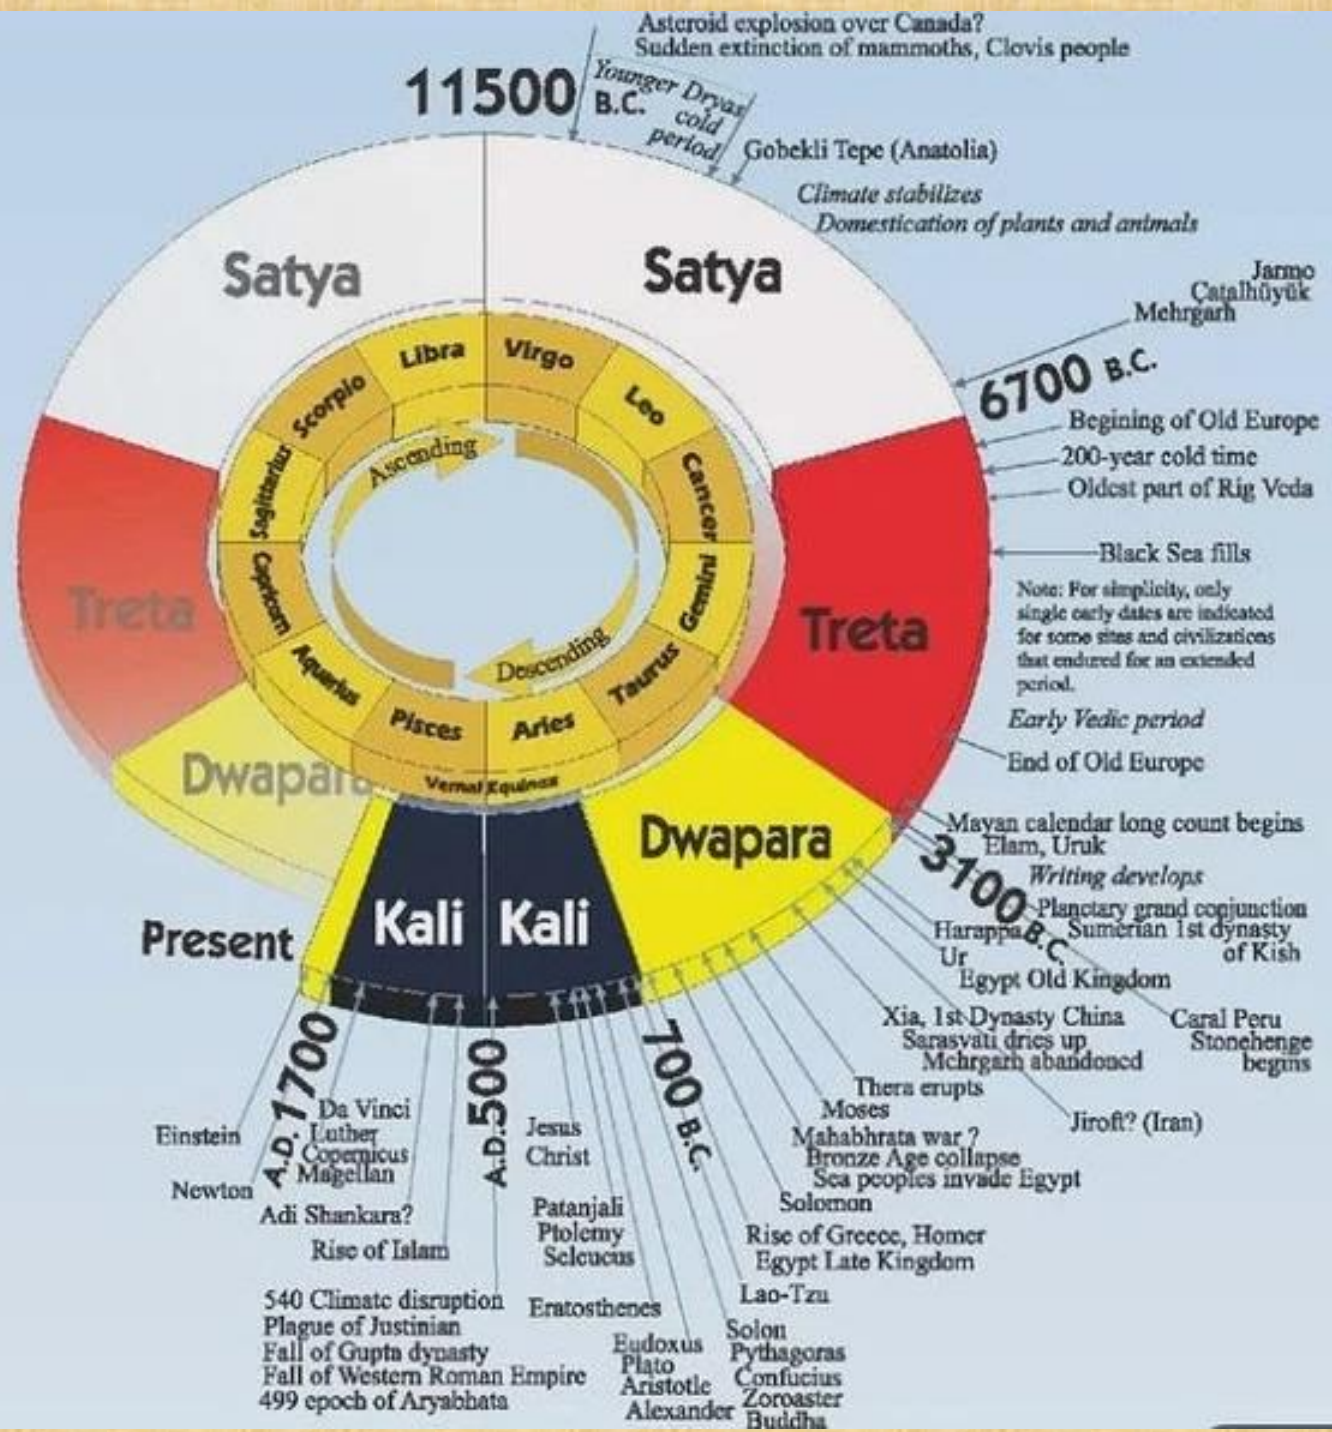 Asteroid explosion over Canada?
Sudden extinction of mammoths, Clovis people
11500 B.C.
Younger Dryas
cold
period
Gobekli Tepe (Anatolia)
Climate stabilizes
Domestication of plants and animals
Satya
Satya
Jarmo
Çatalhüyük
Mehrgarh
6700 B.C.
Begining of Old Europe
200-year cold time
Oldest part of Rig Veda
Black Sea fills
Libra
Virgo
Scorpio
Leo
Sagittarius
Cancer
Capricorn
Gemini
Aquarius
Taurus
Pisces
Aries
Ascending
Descending
Vernal Equinox
Treta
Treta
Note: For simplicity, only
single early dates are indicated
for some sites and civilizations
that endured for an extended
period.
Early Vedic period
End of Old Europe
Dwapara
Dwapara
Mayan calendar long count begins
Elam, Uruk
3100 B.C.
Writing develops
Planetary grand conjunction
Sumerian 1st dynasty
of Kish
Harappa
Ur
Egypt Old Kingdom
Kali
Kali
Present
Xia, 1st Dynasty China
Sarasvati dries up
Mehrgarh abandoned
Caral Peru
Stonehenge
begins
Thera erupts
Moses
Jiroft? (Iran)
Mahabhrata war ?
Bronze Age collapse
Sea peoples invade Egypt
Solomon
Rise of Greece, Homer
Egypt Late Kingdom
Lao-Tzu
A.D. 1700
A.D. 500
700 B.C.
Einstein
Newton
Da Vinci
Luther
Copernicus
Magellan
Adi Shankara?
Rise of Islam
Jesus
Christ
Patanjali
Ptolemy
Seleucus
540 Climate disruption
Plague of Justinian
Fall of Gupta dynasty
Fall of Western Roman Empire
499 epoch of Aryabhata
Eratosthenes
Eudoxus
Plato
Aristotle
Alexander
Solon
Pythagoras
Confucius
Zoroaster
Buddha